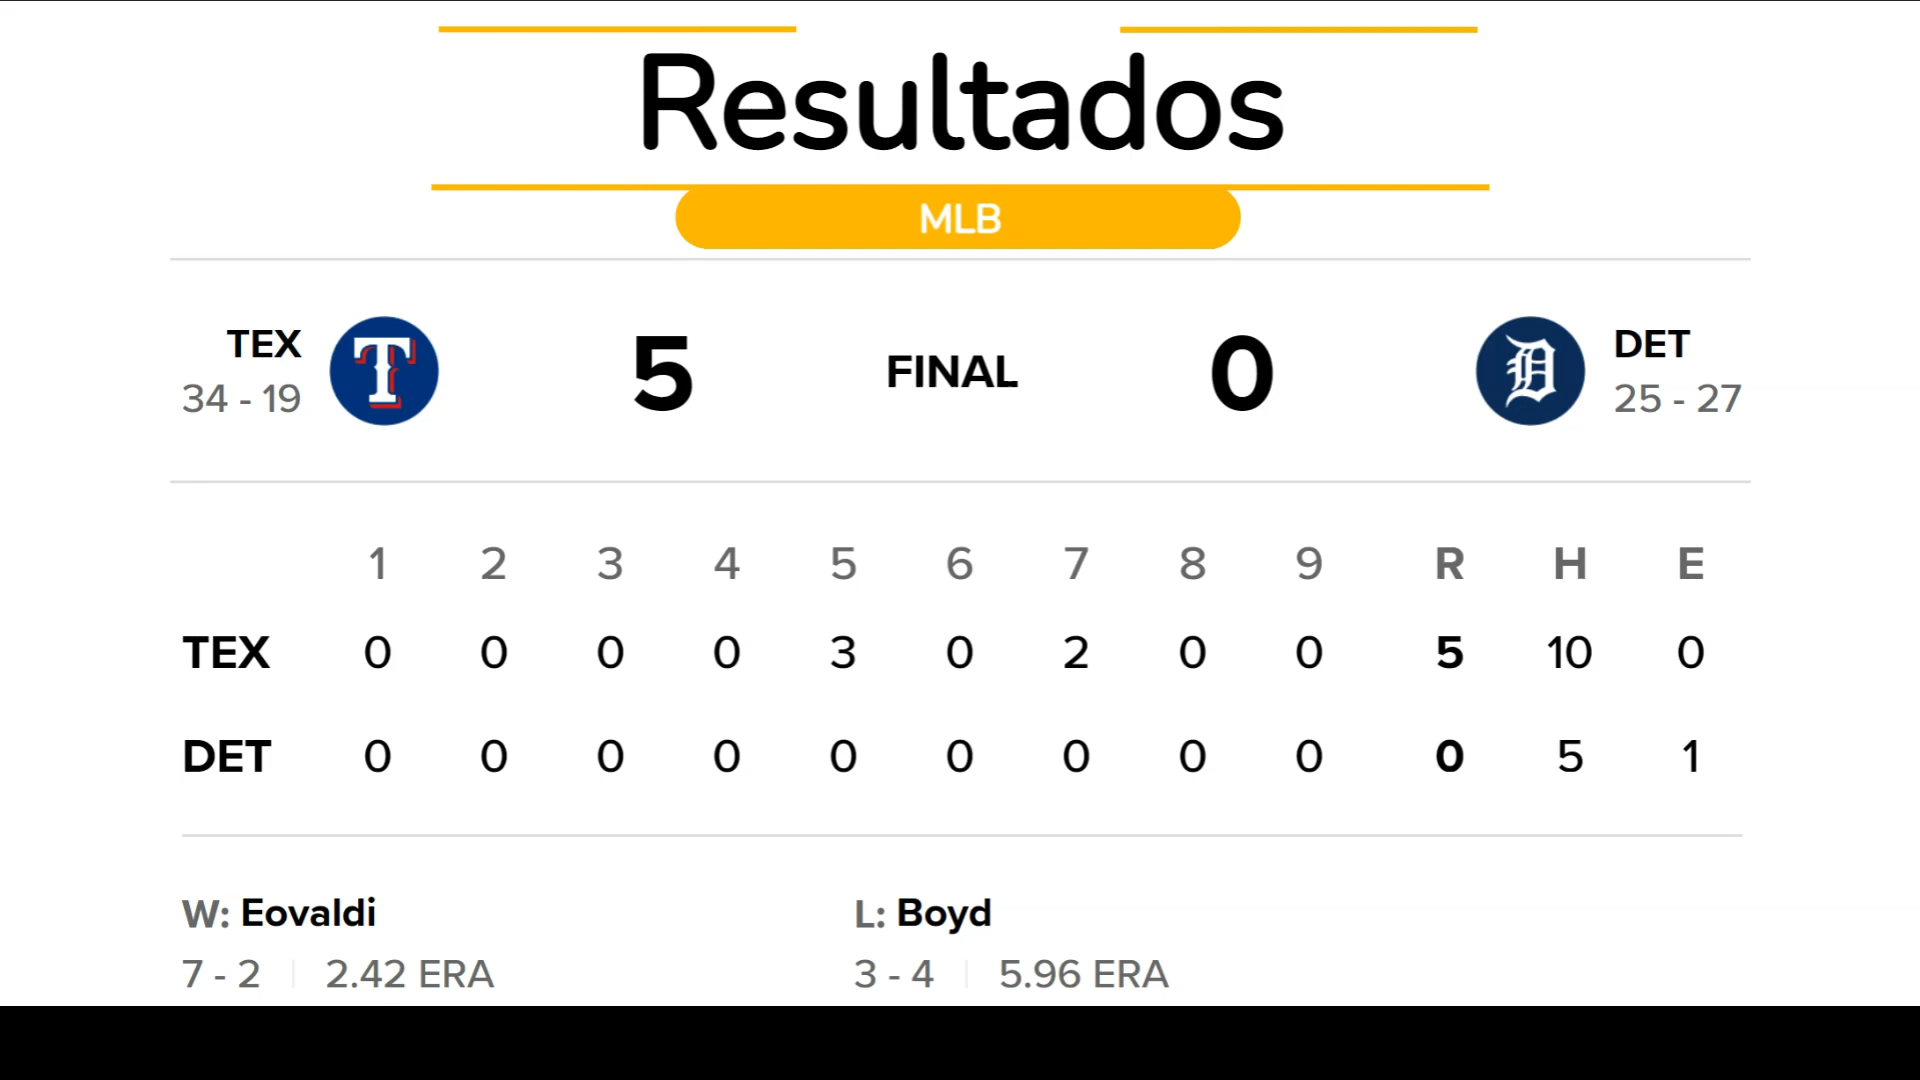 Resultados
MLB
TEX 5 FINAL 0 DET
34 - 19 25 - 27
1 2 3 4 5 6 7 8 9 R H E
TEX 0 0 0 0 3 0 2 0 0 5 10 0
DET 0 0 0 0 0 0 0 0 0 0 5 1
W: Eovaldi L: Boyd
7 - 2 2.42 ERA 3 - 4 5.96 ERA